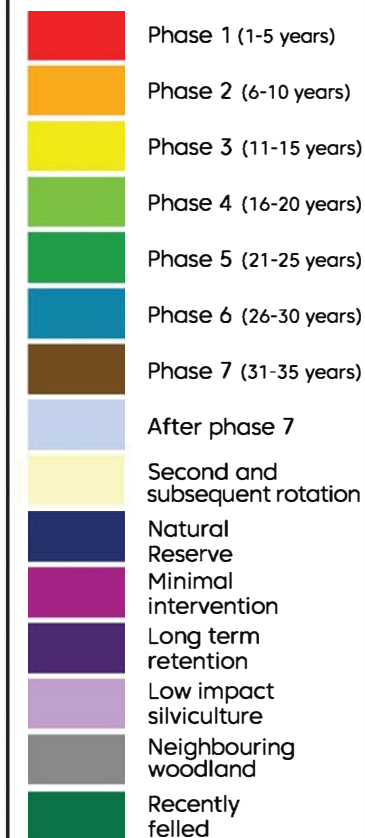 Phase 1 (1-5 years)
Phase 2 (6-10 years)
Phase 3 (11-15 years)
Phase 4 (16-20 years)
Phase 5 (21-25 years)
Phase 6 (26-30 years)
Phase 7 (31-35 years)
After phase 7
Second and
subsequent rotation
Natural
Reserve
Minimal
intervention
Long term
retention
Low impact
silviculture
Neighbouring
woodland
Recently
felled